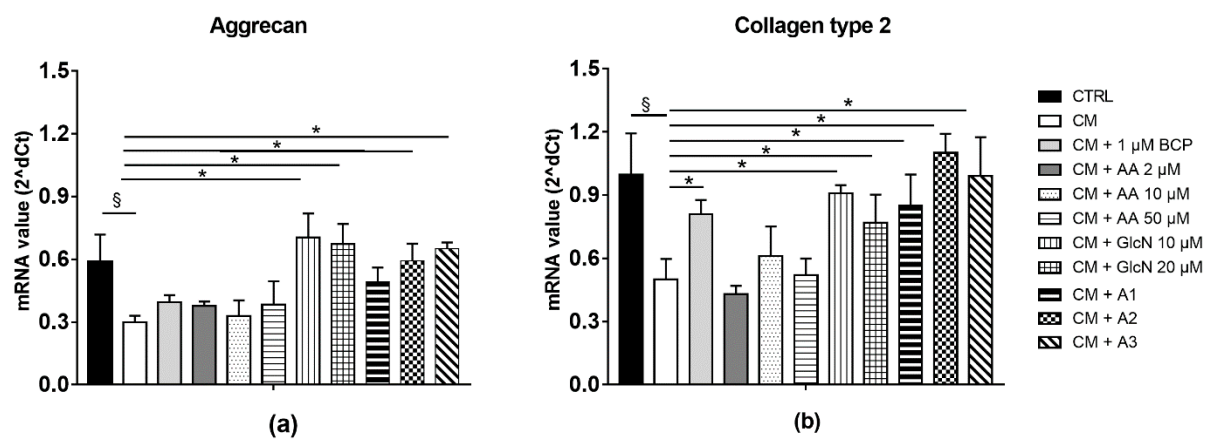 Aggrecan
mRNA value (2^dCt)
1.5
1.2
0.9
0.6
0.3
0.0
§
*
*
*
*
(a)
Collagen type 2
mRNA value (2^dCt)
1.5
1.2
0.9
0.6
0.3
0.0
§
*
*
*
*
*
*
(b)
CTRL
CM
CM + 1 µM BCP
CM + AA 2 µM
CM + AA 10 µM
CM + AA 50 µM
CM + GlcN 10 µM
CM + GlcN 20 µM
CM + A1
CM + A2
CM + A3